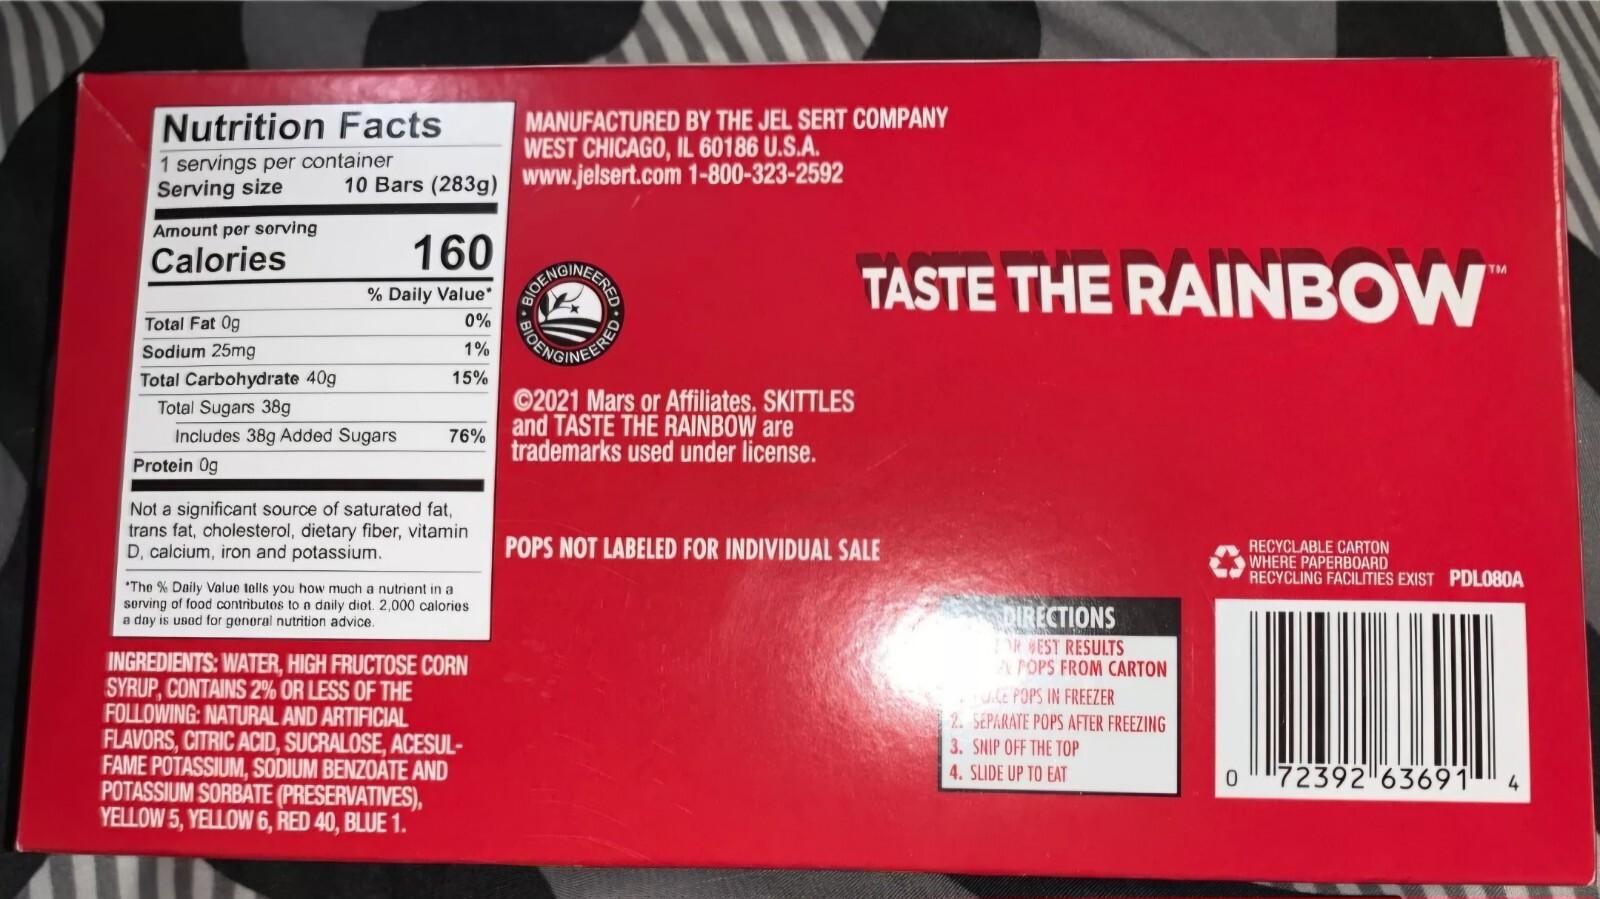 Nutrition Facts
1 servings per container
Serving size 10 Bars (283g)
Amount per serving
Calories 160
% Daily Value*
Total Fat 0g 0%
Sodium 25mg 1%
Total Carbohydrate 40g 15%
Total Sugars 38g
Includes 38g Added Sugars 76%
Protein 0g
Not a significant source of saturated fat,
trans fat, cholesterol, dietary fiber, vitamin
D, calcium, iron and potassium.
*The % Daily Value tells you how much a nutrient in a
serving of food contributes to a daily diet. 2,000 calories
a day is used for general nutrition advice.
INGREDIENTS: WATER, HIGH FRUCTOSE CORN
SYRUP, CONTAINS 2% OR LESS OF THE
FOLLOWING: NATURAL AND ARTIFICIAL
FLAVORS, CITRIC ACID, SUCRALOSE, ACESUL-
FAME POTASSIUM, SODIUM BENZOATE AND
POTASSIUM SORBATE (PRESERVATIVES),
YELLOW 5, YELLOW 6, RED 40, BLUE 1.
MANUFACTURED BY THE JEL SERT COMPANY
WEST CHICAGO, IL 60186 U.S.A.
www.jelsert.com 1-800-323-2592
BIOENGINEERED
BIOENGINEERED
©2021 Mars or Affiliates. SKITTLES
and TASTE THE RAINBOW are
trademarks used under license.
POPS NOT LABELED FOR INDIVIDUAL SALE
TASTE THE RAINBOW™
RECYCLABLE CARTON
WHERE PAPERBOARD
RECYCLING FACILITIES EXIST PDL080A
DIRECTIONS
BEST RESULTS
POPS FROM CARTON
POPS IN FREEZER
2. SEPARATE POPS AFTER FREEZING
3. SNIP OFF THE TOP
4. SLIDE UP TO EAT
0 72392 63691 4